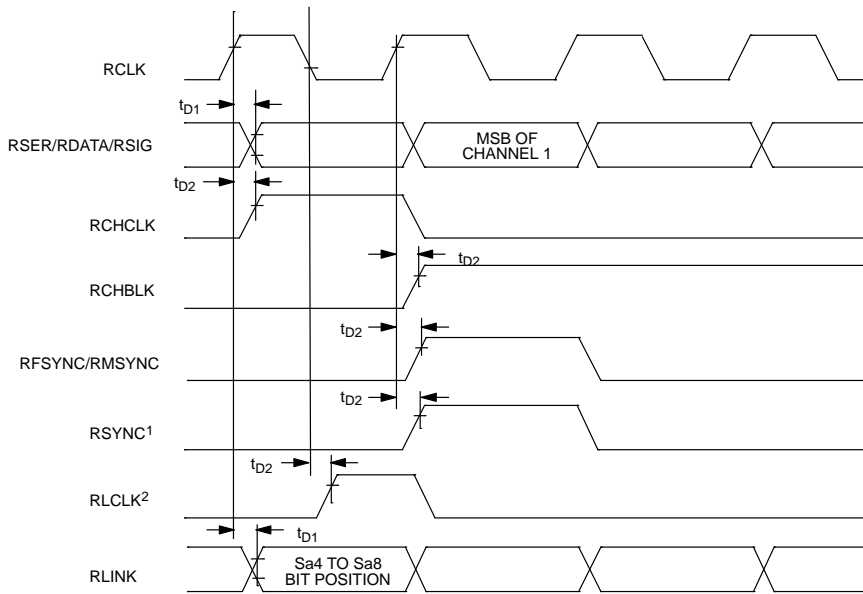 RCLK
tD1
RSER/RDATA/RSIG
MSB OF
CHANNEL 1
tD2
RCHCLK
tD2
RCHBLK
tD2
RFSYNC/RMSYNC
tD2
RSYNC1
tD2
RLCLK2
tD1
RLINK
Sa4 TO Sa8
BIT POSITION